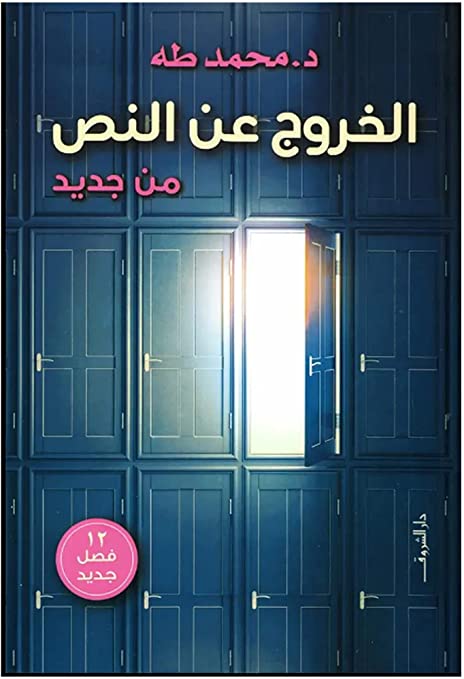 د. محمد طه
الخروج عن النص
من جديد
١٢
فصل
جديد
دار الشروق